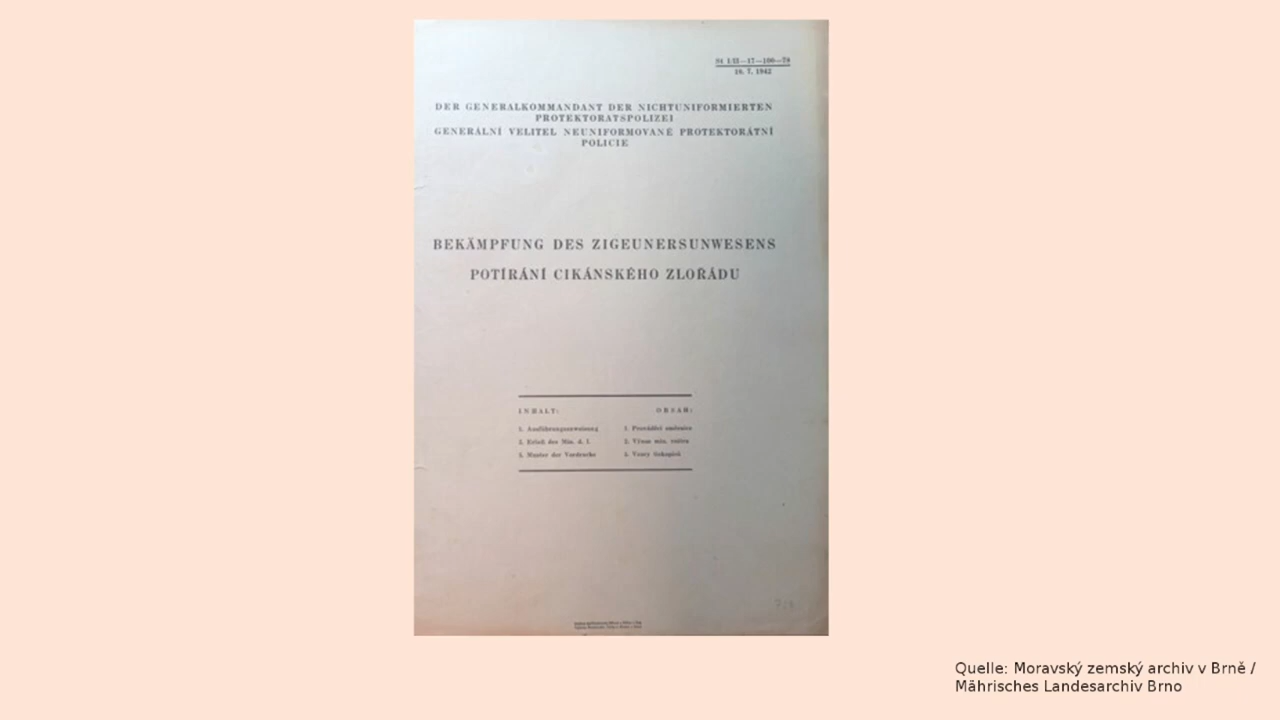 St I/II—17—100—78
10. 7. 1942
DER GENERALKOMMANDANT DER NICHTUNIFORMIERTEN
PROTEKTORATSPOLIZEI
GENERÁLNÍ VELITEL NEUNIFORMOVANÉ PROTEKTORÁTNÍ
POLICIE
BEKÄMPFUNG DES ZIGEUNERSUNWESENS
POTÍRÁNÍ CIKÁNSKÉHO ZLOŘÁDU
INHALT: OBSAH:
1. Ausführungsanweisung 1. Prováděcí směrnice
2. Erlaß des Min. d. I. 2. Výnos min. vnitra
3. Muster der Vordrucke 3. Vzory tiskopisů
Quelle: Moravský zemský archiv v Brně /
Mährisches Landesarchiv Brno